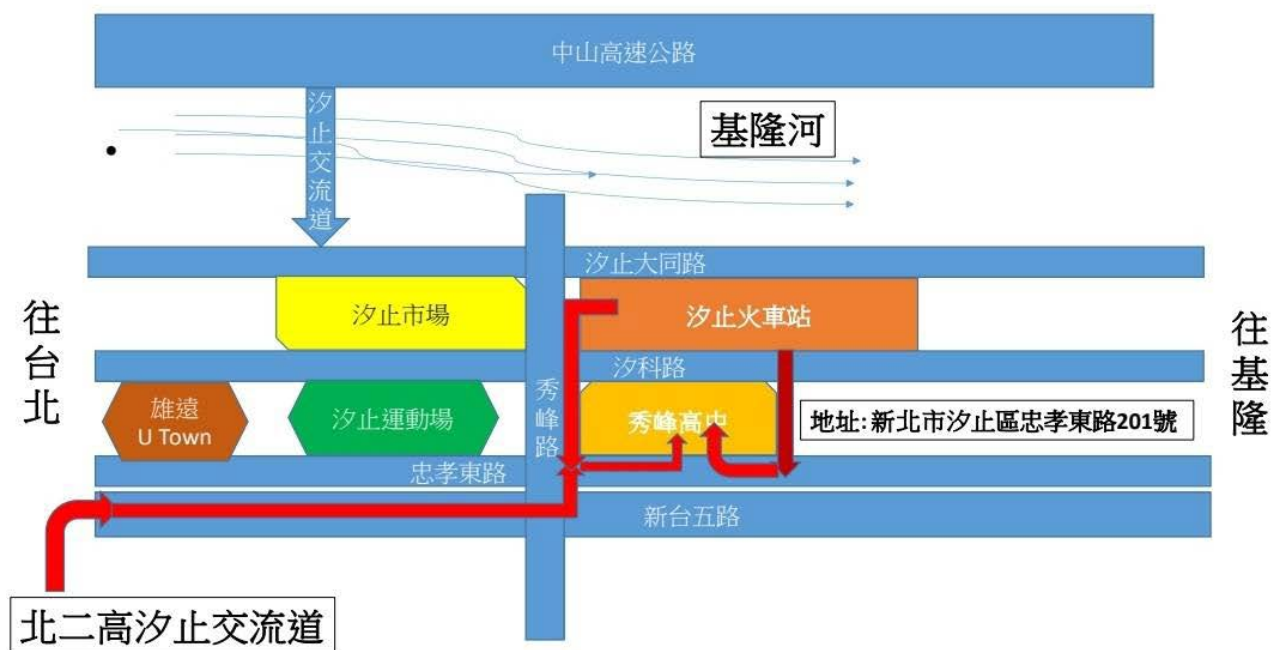 中山高速公路
汐止交流道
基隆河
汐止大同路
往台北
汐止市場
汐止火車站
往基隆
汐科路
秀峰路
雄遠
U Town
汐止運動場
秀峰高中
地址: 新北市汐止區忠孝東路201號
忠孝東路
新台五路
北二高汐止交流道